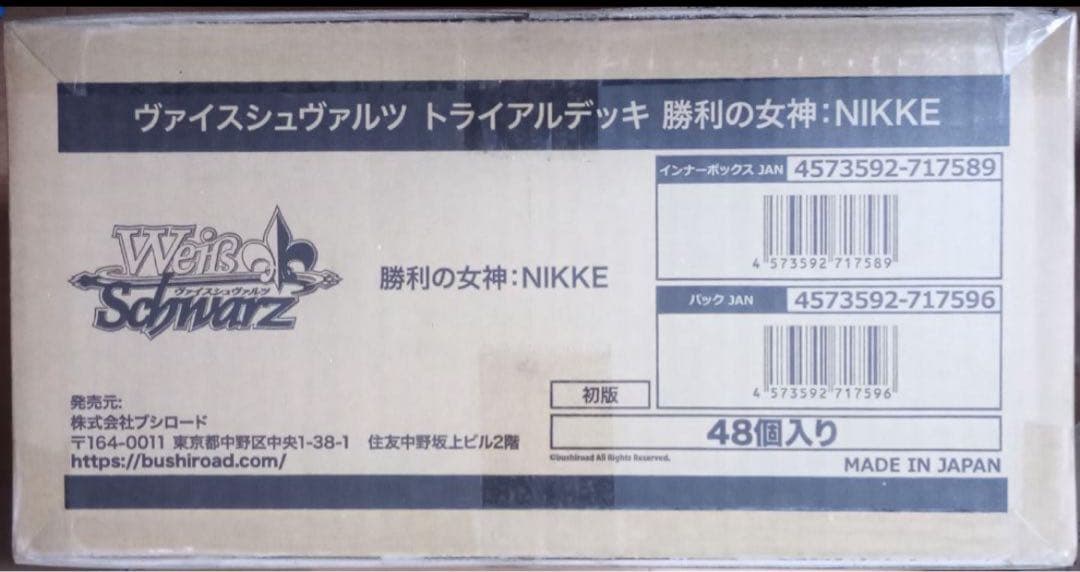 ヴァイスシュヴァルツ トライアルデッキ 勝利の女神：NIKKE
インナーボックス JAN 4573592-717589
4 573592 717589
Weiß
ヴァイスシュヴァルツ
Schwarz
勝利の女神：NIKKE
パック JAN 4573592-717596
4 573592 717596
初版
48個入り
発売元:
株式会社ブシロード
〒164-0011 東京都中野区中央1-38-1 住友中野坂上ビル2階
https://bushiroad.com/
©bushiroad All Rights Reserved.
MADE IN JAPAN